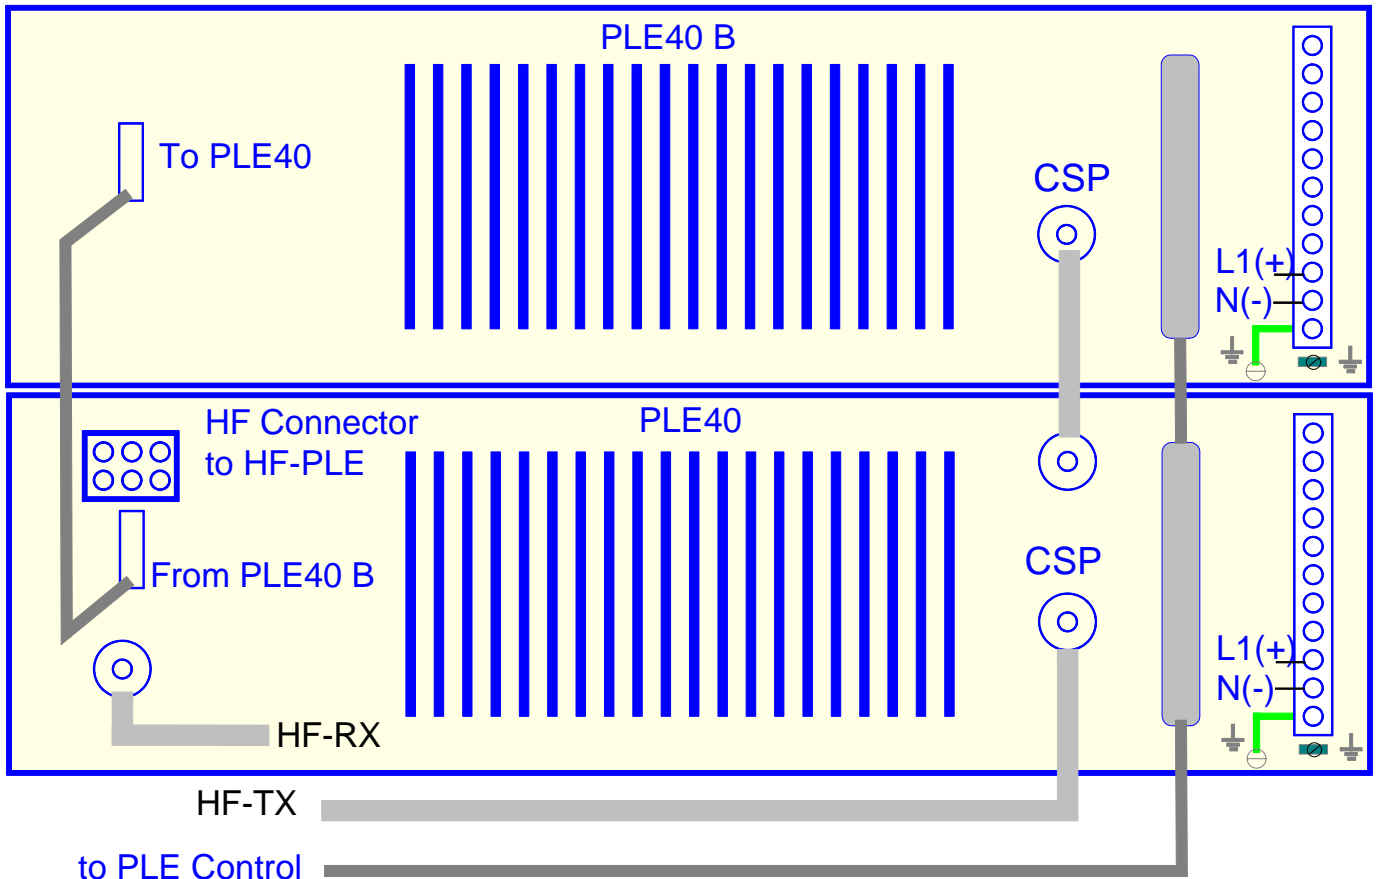 PLE40 B
To PLE40
CSP
L1(+)
N(-)
HF Connector
to HF-PLE
PLE40
From PLE40 B
CSP
L1(+)
N(-)
HF-RX
HF-TX
to PLE Control